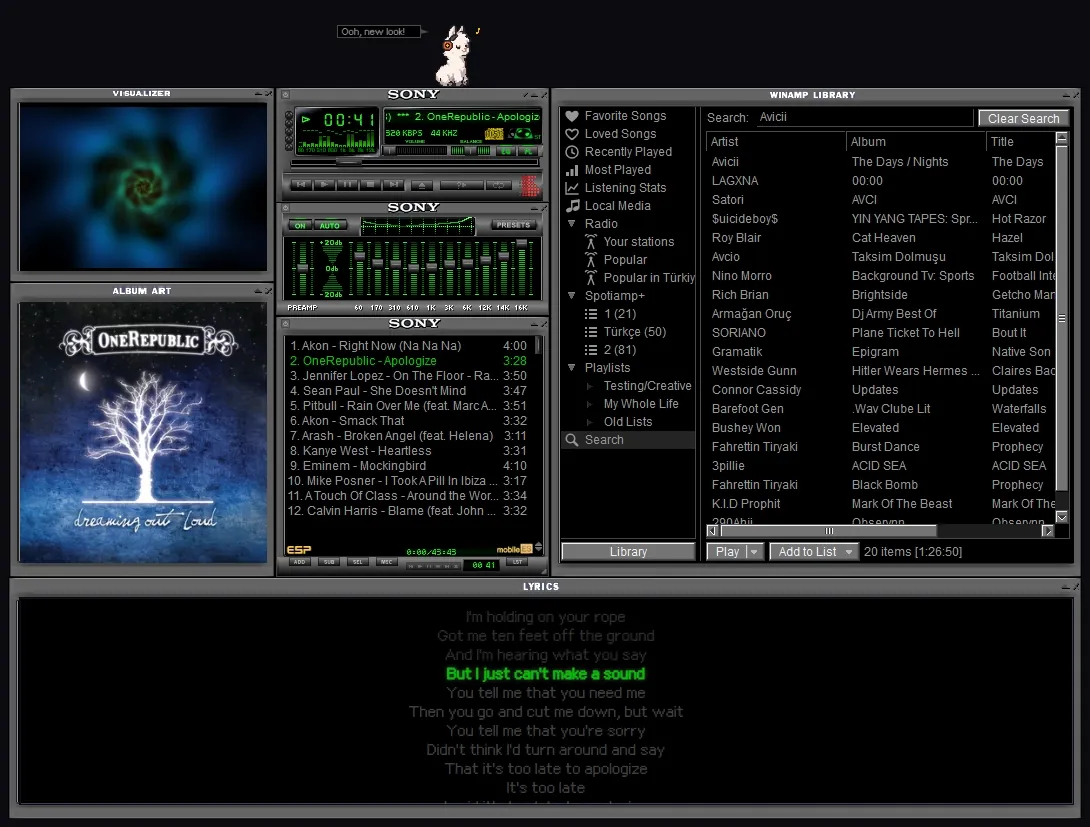 Ooh, new look!
VISUALIZER
SONY
00:41
*** 2. OneRepublic - Apologiz
320 KBPS 44 KHZ
VOLUME BALANCE
EQ PL
SONY
ON AUTO PRESETS
+20db
0db
-20db
PREAMP 60 170 310 610 1K 3K 6K 12K 14K 16K
ALBUM ART
ONEREPUBLIC
dreaming out loud
SONY
1. Akon - Right Now (Na Na Na) 4:00
2. OneRepublic - Apologize 3:28
3. Jennifer Lopez - On The Floor - Ra... 3:50
4. Sean Paul - She Doesn't Mind 3:47
5. Pitbull - Rain Over Me (feat. Marc A... 3:51
6. Akon - Smack That 3:32
7. Arash - Broken Angel (feat. Helena) 3:11
8. Kanye West - Heartless 3:31
9. Eminem - Mockingbird 4:10
10. Mike Posner - I Took A Pill In Ibiza ... 3:17
11. A Touch Of Class - Around the Wor... 3:34
12. Calvin Harris - Blame (feat. John ... 3:32
ESP 0:00/43:43 mobile ES
ADD SUB SEL MSC 00 41 LST
WINAMP LIBRARY
Favorite Songs
Loved Songs
Recently Played
Most Played
Listening Stats
Local Media
Radio
Your stations
Popular
Popular in Türkiy
Spotiamp+
1 (21)
Türkçe (50)
2 (81)
Playlists
Testing/Creative
My Whole Life
Old Lists
Search
Library
Search: Avicii Clear Search
Artist Album Title
Avicii The Days / Nights The Days
LAGXNA 00:00 00:00
Satori AVCI AVCI
$uicideboy$ YIN YANG TAPES: Spr... Hot Razor
Roy Blair Cat Heaven Hazel
Avcio Taksim Dolmuşu Taksim Dol
Nino Morro Background Tv: Sports Football Inte
Rich Brian Brightside Getcho Man
Armağan Oruç Dj Army Best Of Titanium
SORIANO Plane Ticket To Hell Bout It
Gramatik Epigram Native Son
Westside Gunn Hitler Wears Hermes ... Claires Bac
Connor Cassidy Updates Updates
Barefoot Gen .Wav Clube Lit Waterfalls
Bushey Won Elevated Elevated
Fahrettin Tiryaki Burst Dance Prophecy
3pillie ACID SEA ACID SEA
Fahrettin Tiryaki Black Bomb Prophecy
K.I.D Prophit Mark Of The Beast Mark Of The
Play Add to List 20 items [1:26:50]
LYRICS
I'm holding on your rope
Got me ten feet off the ground
And I'm hearing what you say
But I just can't make a sound
You tell me that you need me
Then you go and cut me down, but wait
You tell me that you're sorry
Didn't think I'd turn around and say
That it's too late to apologize
It's too late